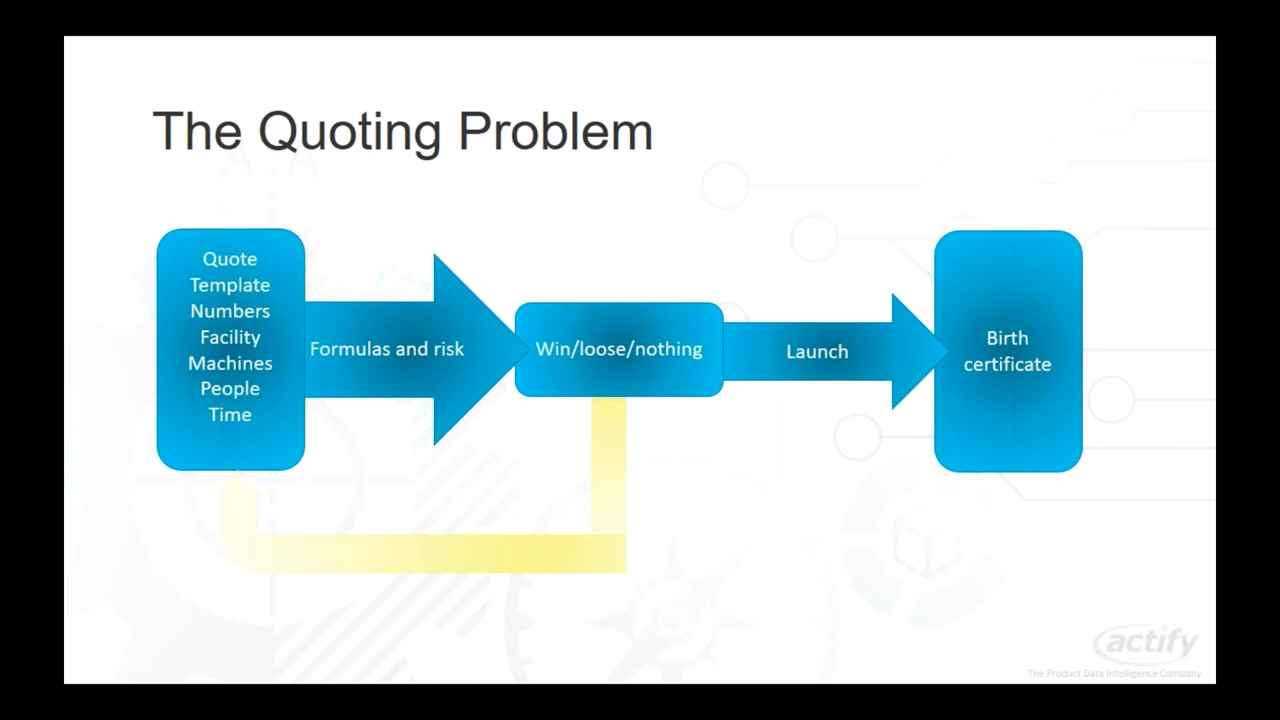 The Quoting Problem
Quote
Template
Numbers
Facility
Machines
People
Time
Formulas and risk
Win/loose/nothing
Launch
Birth
certificate
actify
The Product Data Intelligence Company
A A